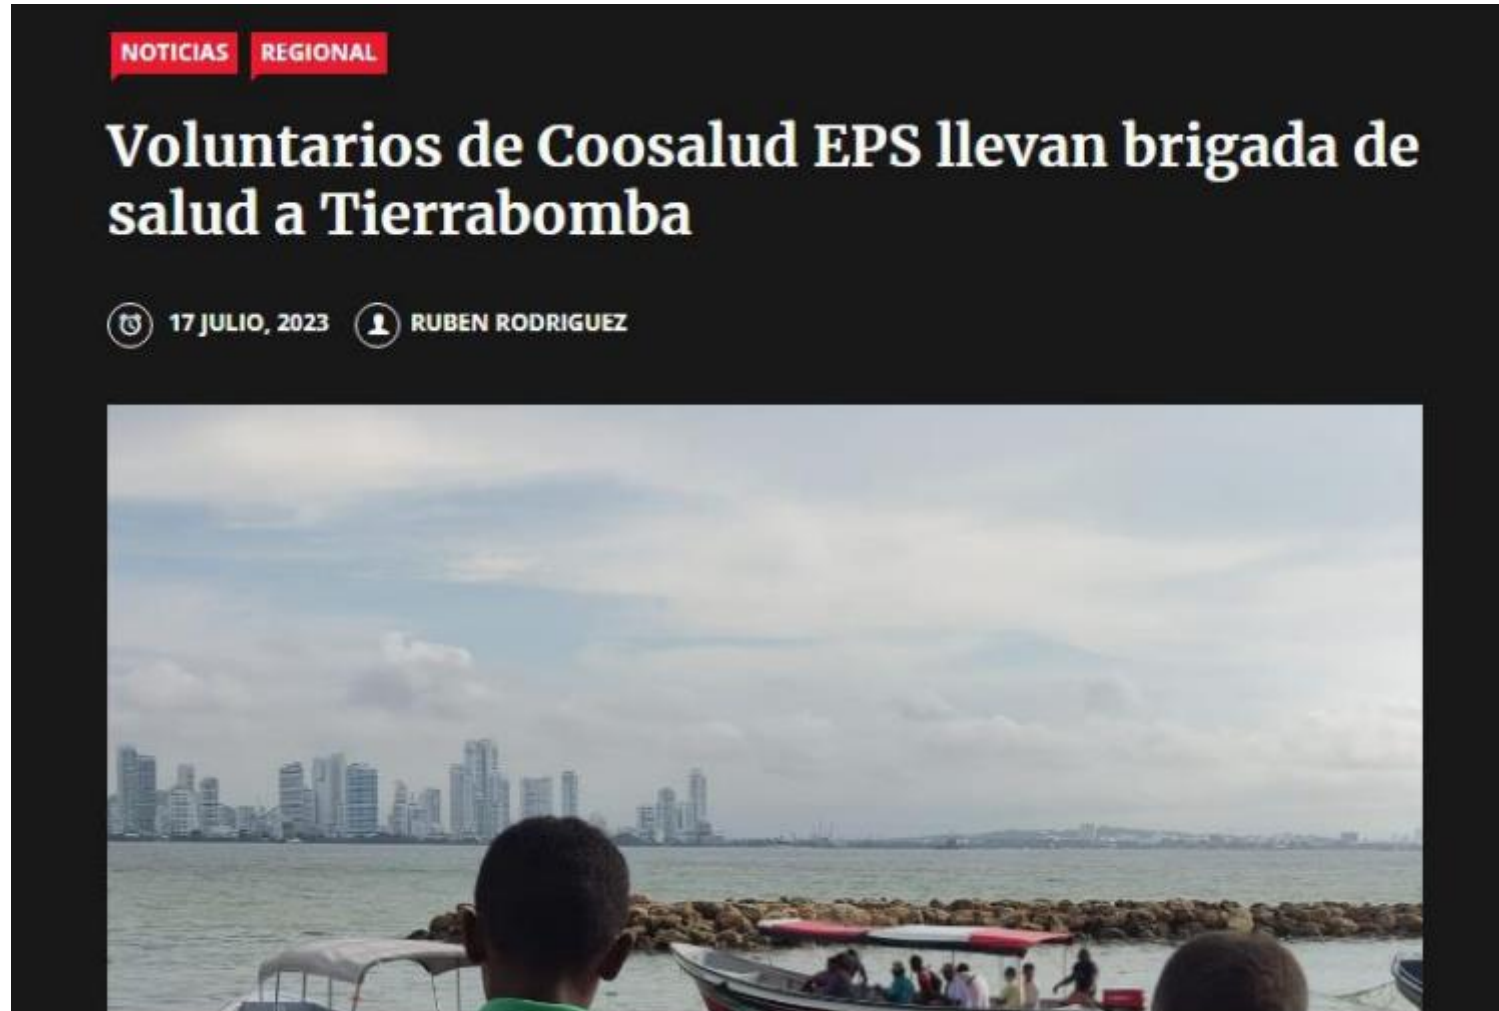 NOTICIAS REGIONAL
Voluntarios de Coosalud EPS llevan brigada de
salud a Tierrabomba
17 JULIO, 2023 RUBEN RODRIGUEZ